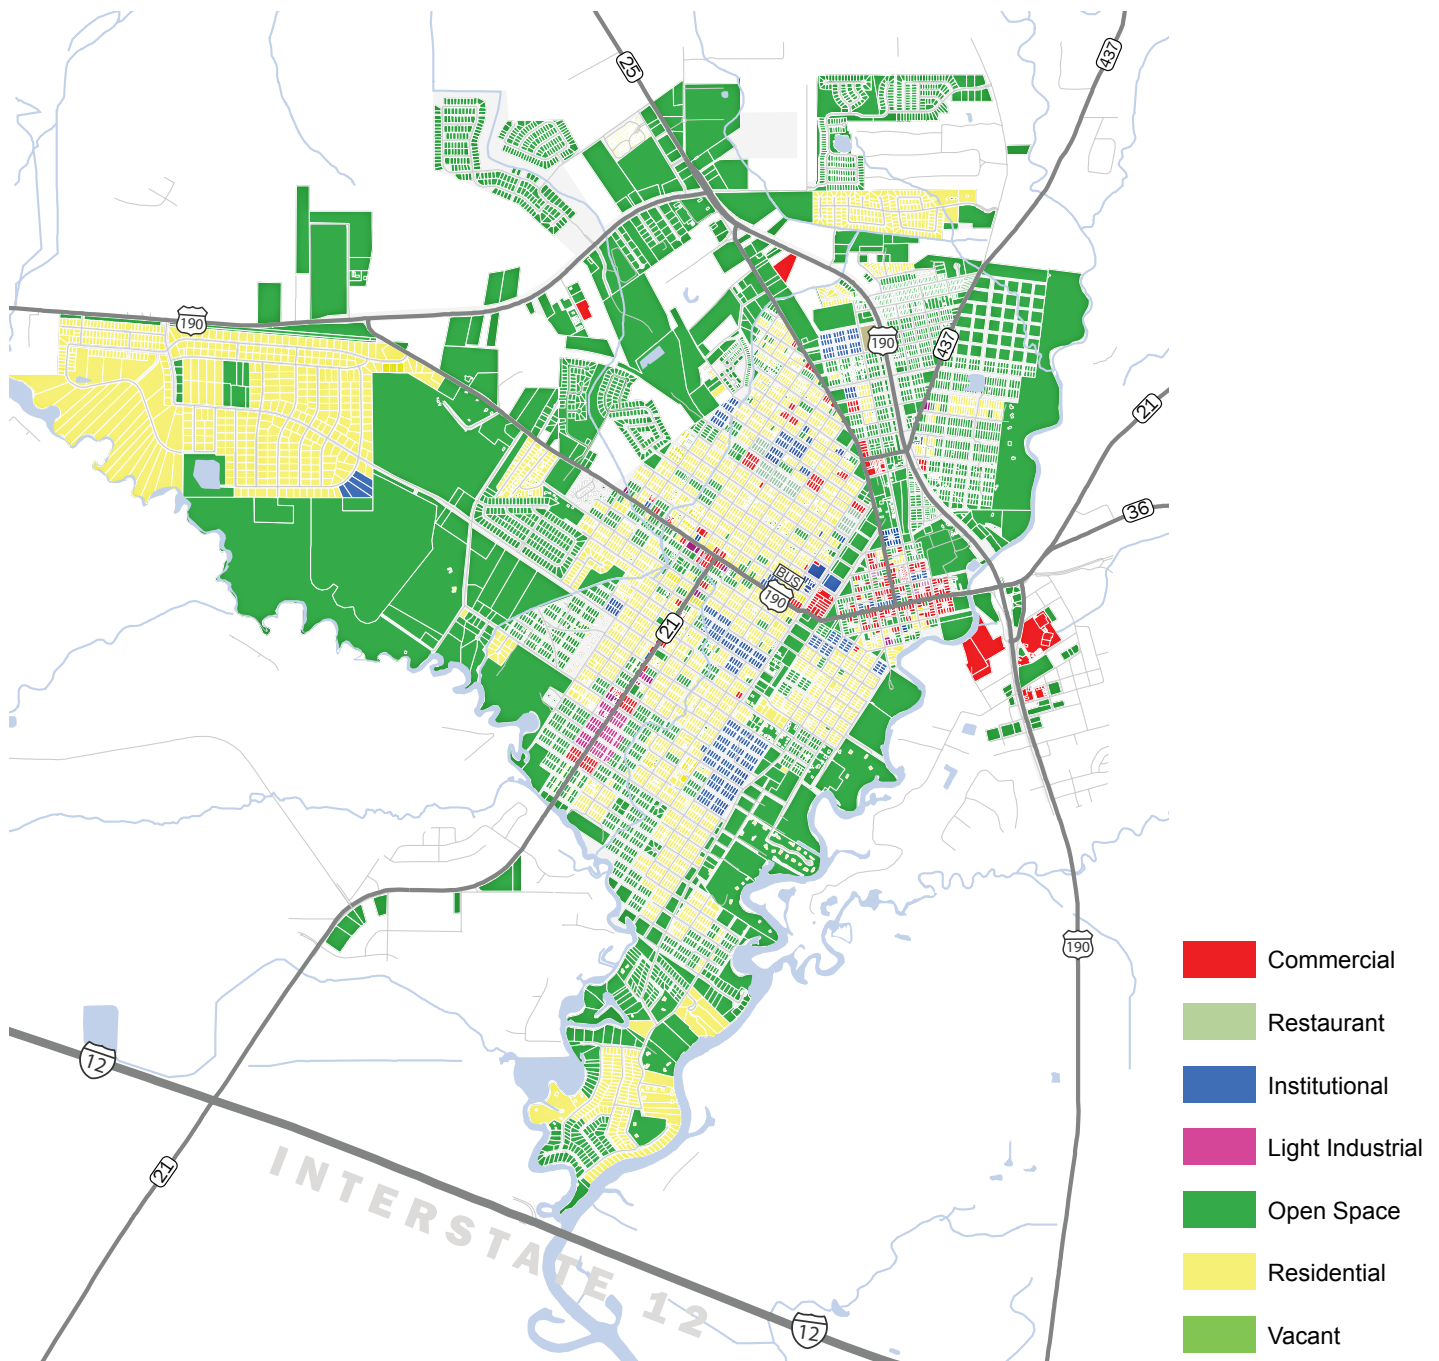 25
437
190
190
437
21
36
BUS
190
21
190
12
21
INTERSTATE 12
12
Commercial
Restaurant
Institutional
Light Industrial
Open Space
Residential
Vacant